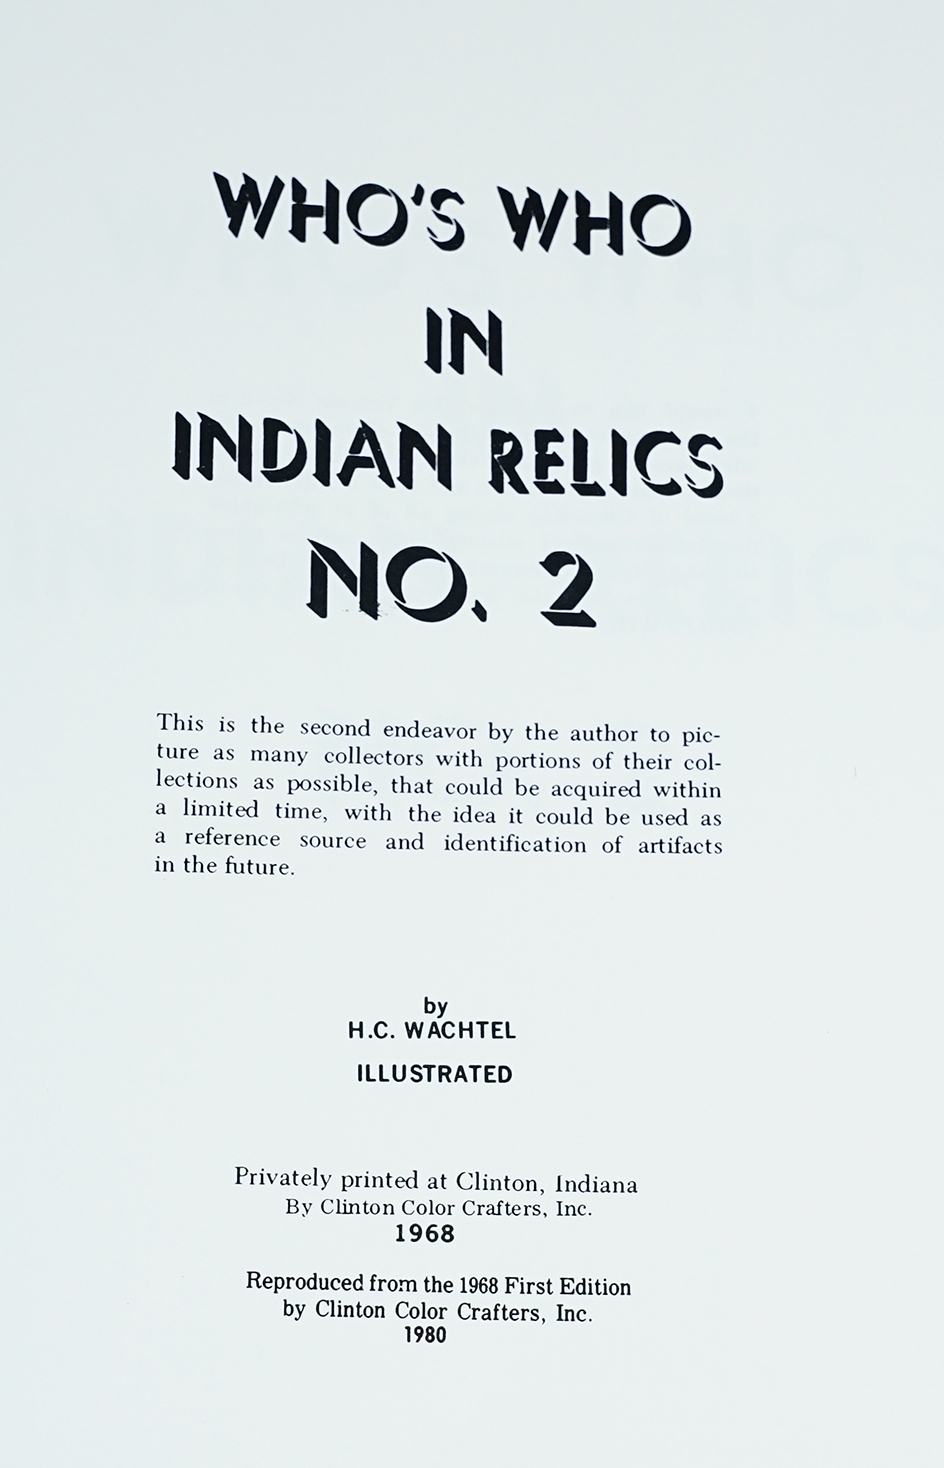 WHO'S WHO
IN
INDIAN RELICS
NO. 2
This is the second endeavor by the author to pic-
ture as many collectors with portions of their col-
lections as possible, that could be acquired within
a limited time, with the idea it could be used as
a reference source and identification of artifacts
in the future.
by
H.C. WACHTEL
ILLUSTRATED
Privately printed at Clinton, Indiana
By Clinton Color Crafters, Inc.
1968
Reproduced from the 1968 First Edition
by Clinton Color Crafters, Inc.
1980